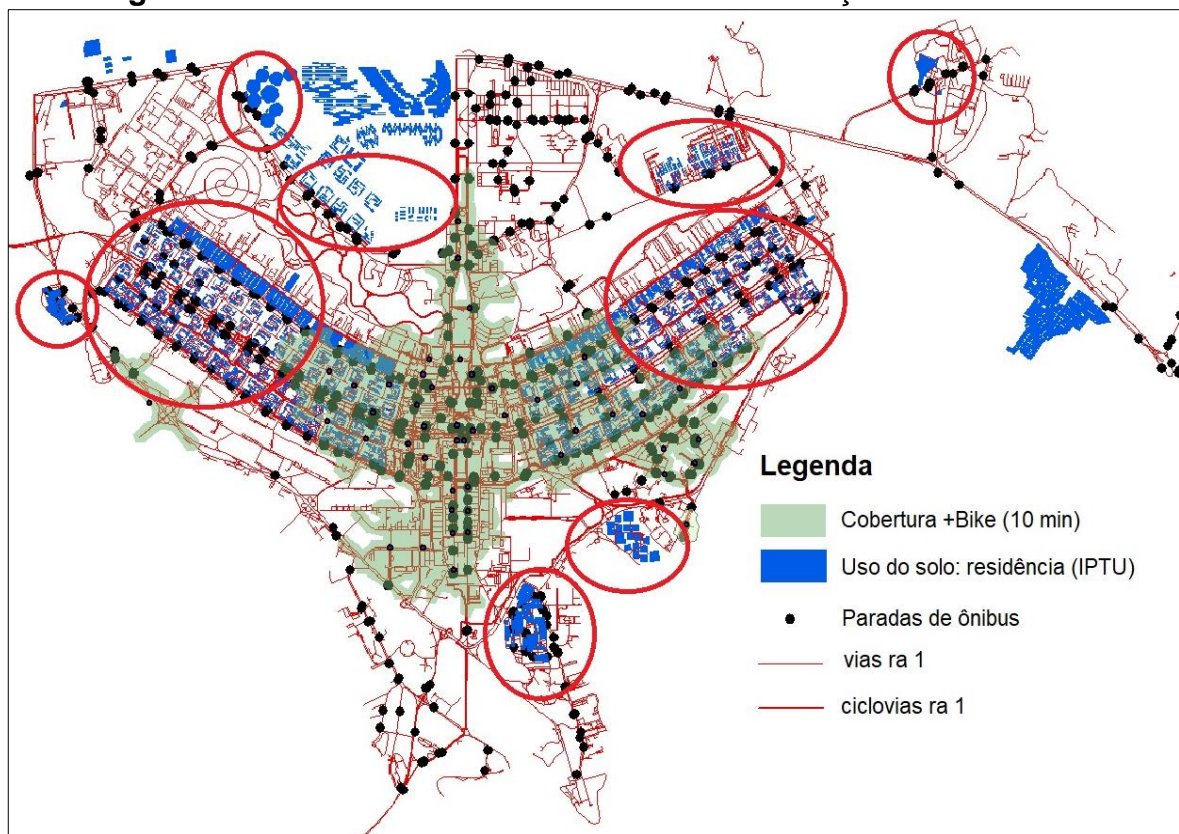 Legenda
Cobertura +Bike (10 min)
Uso do solo: residência (IPTU)
Paradas de ônibus
vias ra 1
ciclovias ra 1